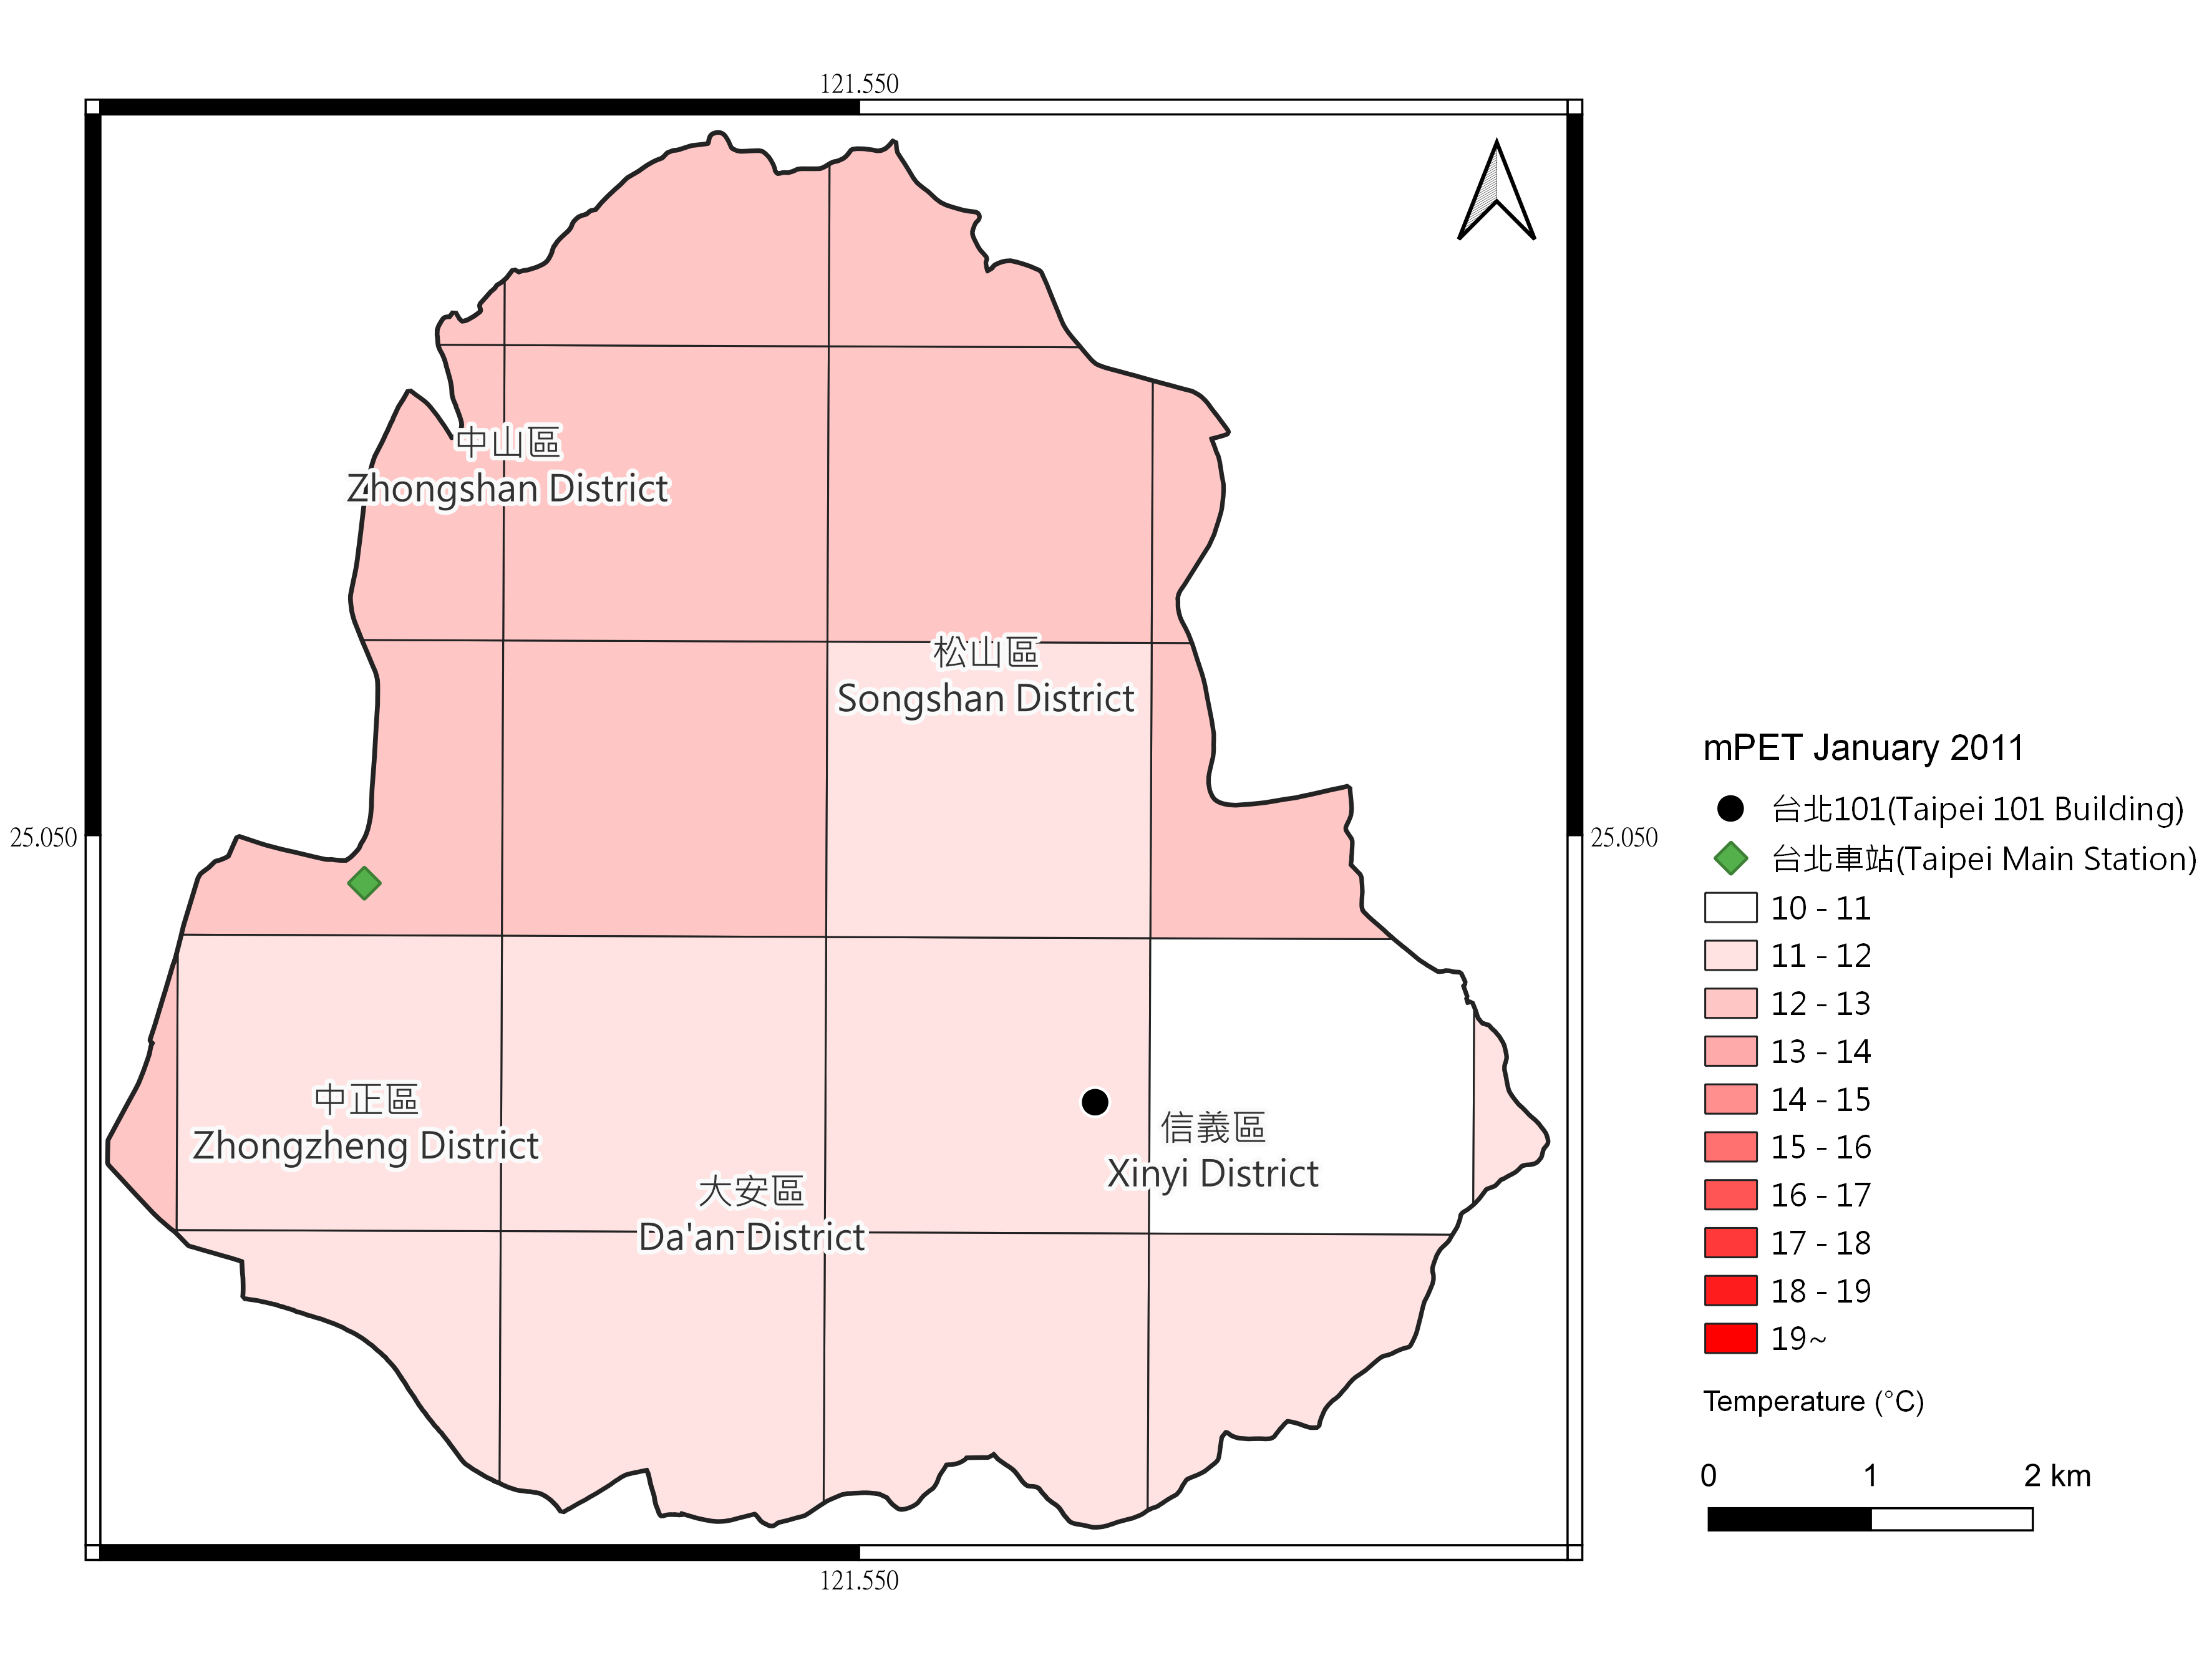 121.550
中山區
Zhongshan District
松山區
Songshan District
25.050
25.050
中正區
Zhongzheng District
大安區
Da'an District
信義區
Xinyi District
121.550
mPET January 2011
台北101(Taipei 101 Building)
台北車站(Taipei Main Station)
10 - 11
11 - 12
12 - 13
13 - 14
14 - 15
15 - 16
16 - 17
17 - 18
18 - 19
19~
Temperature (°C)
0 1 2 km